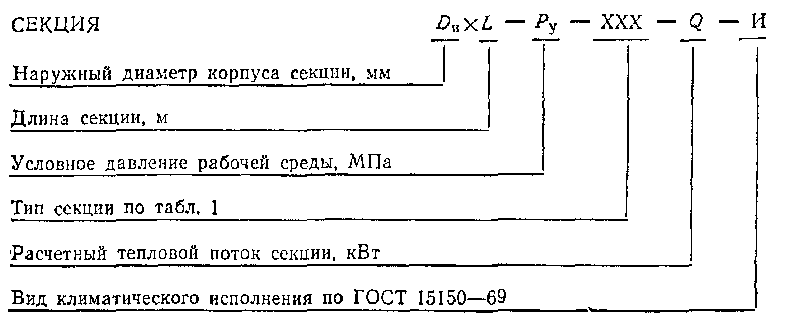 СЕКЦИЯ Dн×L — Pу — XXX — Q — И
Наружный диаметр корпуса секции, мм
Длина секции, м
Условное давление рабочей среды, МПа
Тип секции по табл. 1
Расчетный тепловой поток секции, кВт
Вид климатического исполнения по ГОСТ 15150—69